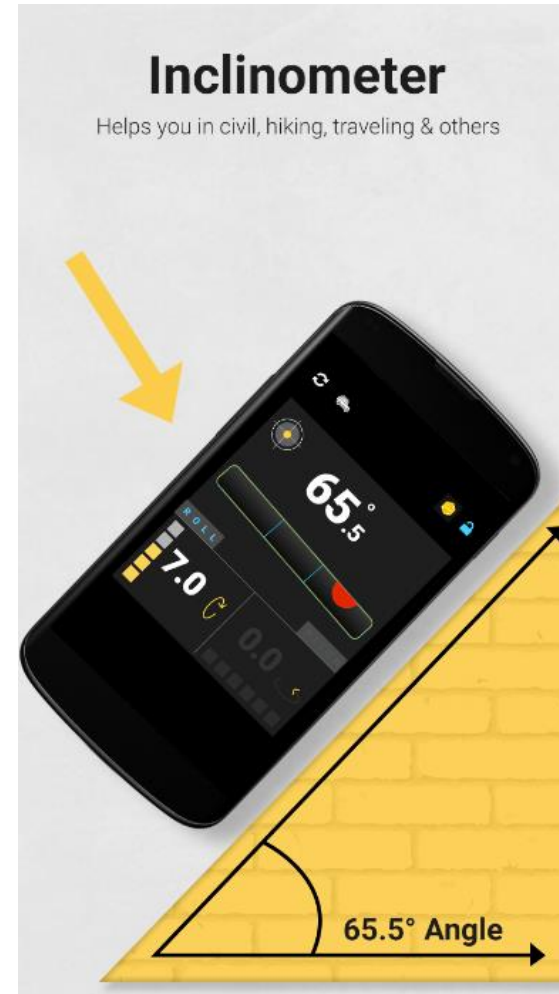 Inclinometer
Helps you in civil, hiking, traveling & others
65.5°
ROLL
7.0
0.0
65.5° Angle